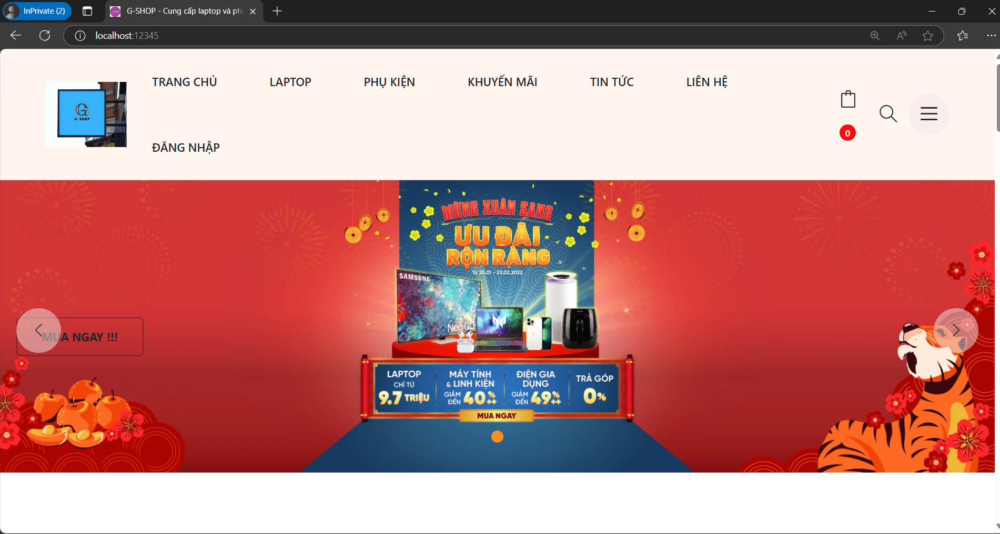 InPrivate (2)
G-SHOP - Cung cấp laptop và ph
localhost:12345
TRANG CHỦ
LAPTOP
PHỤ KIỆN
KHUYẾN MÃI
TIN TỨC
LIÊN HỆ
G
G-SHOP
0
ĐĂNG NHẬP
MỪNG XUÂN SANG
ƯU ĐÃI
RỘN RÀNG
Từ 20.01 - 23.02.2022
SAMSUNG
Neo QLE
MUA NGAY !!!
LAPTOP
CHỈ TỪ
9.7 TRIỆU
MÁY TÍNH
& LINH KIỆN
GIẢM ĐẾN 40%++
ĐIỆN GIA
DỤNG
GIẢM ĐẾN 49%++
TRẢ GÓP
0%
MUA NGAY